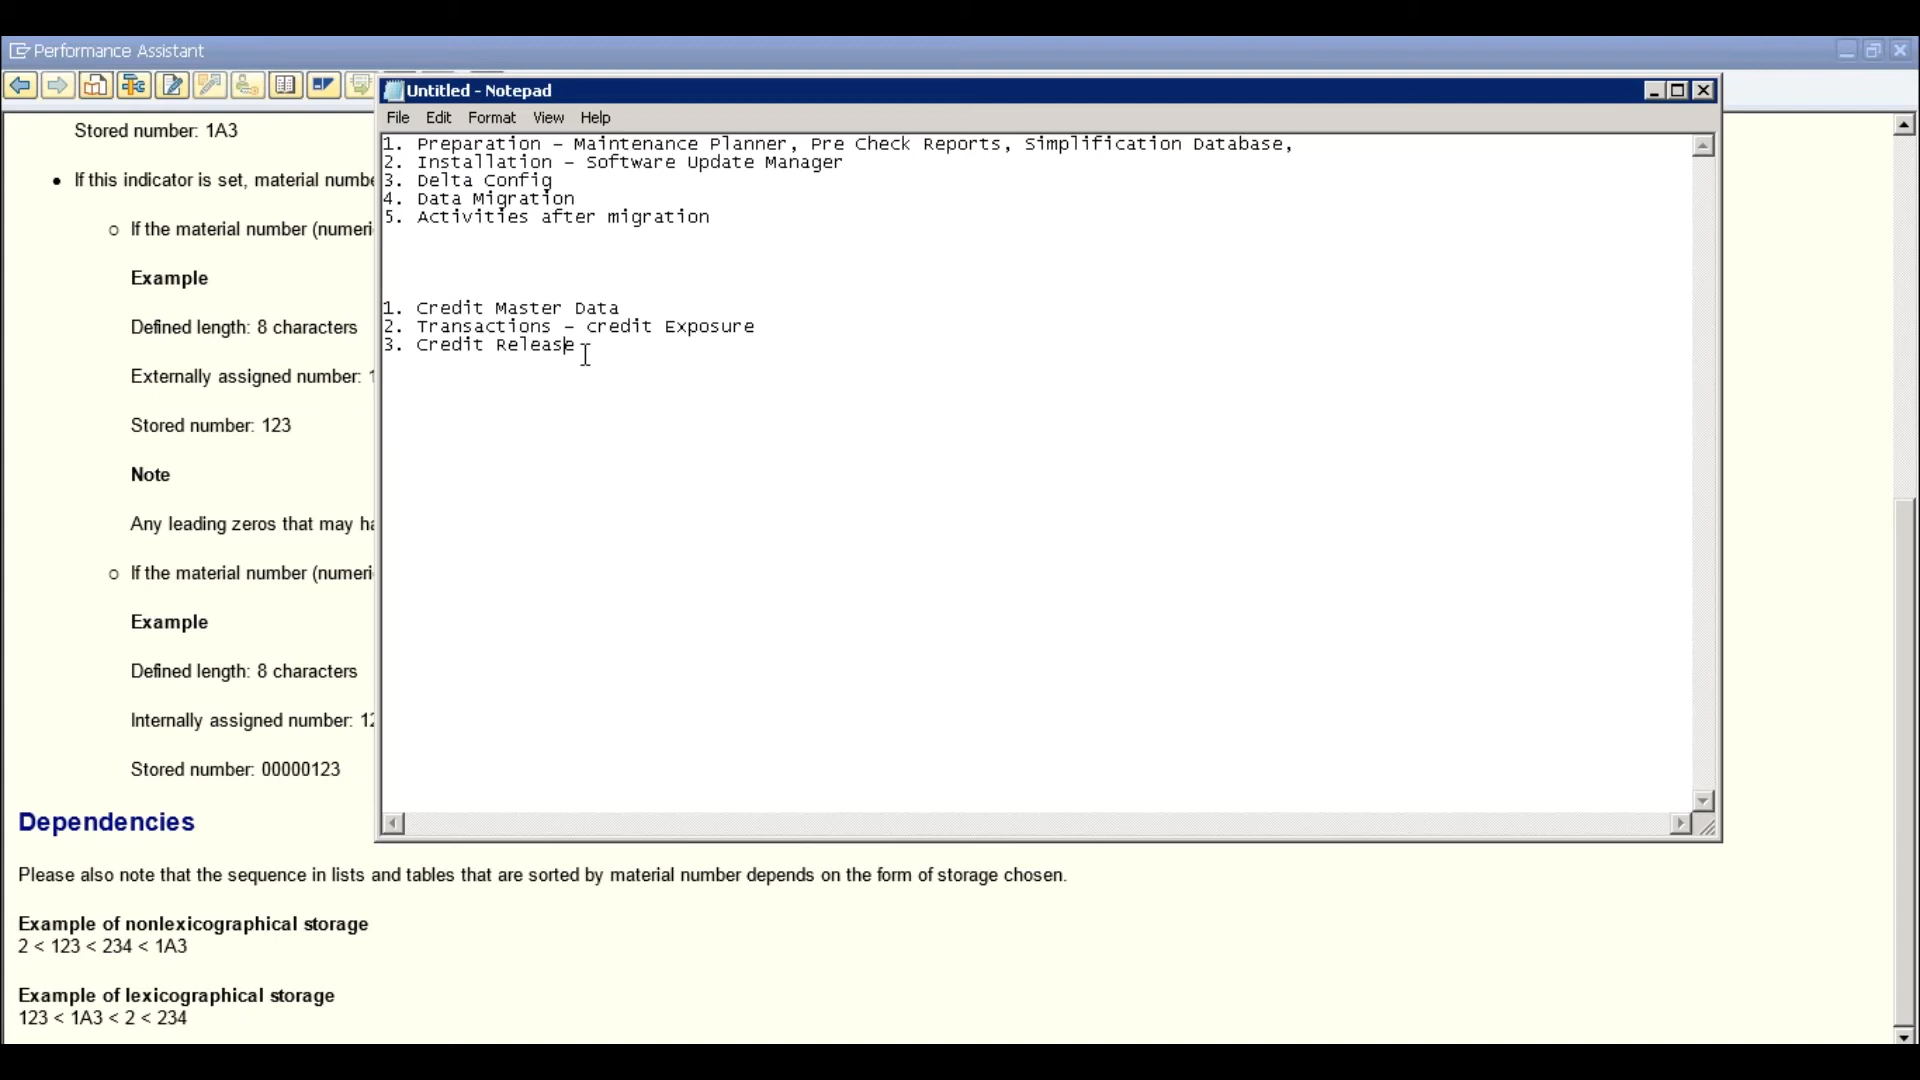 Performance Assistant
Stored number: 1A3
• If this indicator is set, material numbe
o If the material number (numeri
Example
Defined length: 8 characters
Externally assigned number: 1
Stored number: 123
Note
Any leading zeros that may ha
o If the material number (numeri
Example
Defined length: 8 characters
Internally assigned number: 12
Stored number: 00000123
Dependencies
Please also note that the sequence in lists and tables that are sorted by material number depends on the form of storage chosen.
Example of nonlexicographical storage
2 < 123 < 234 < 1A3
Example of lexicographical storage
123 < 1A3 < 2 < 234
Untitled - Notepad
File Edit Format View Help
1. Preparation - Maintenance Planner, Pre Check Reports, Simplification Database,
2. Installation - Software Update Manager
3. Delta Config
4. Data Migration
5. Activities after migration
1. Credit Master Data
2. Transactions - credit Exposure
3. Credit Release